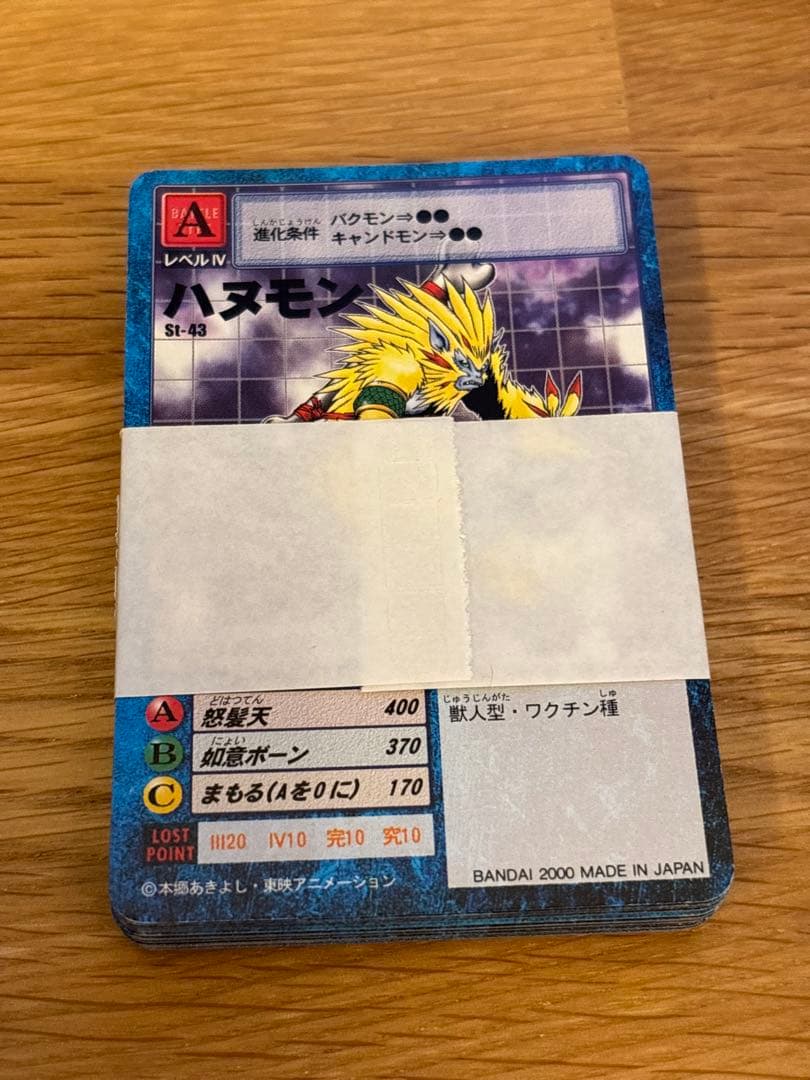 BATTLE
A
しんかじょうけん
進化条件 バクモン⇒●●
キャンドモン⇒●●
レベルⅣ
ハヌモン
St-43
どはつてん
A 怒髪天 400
にょい
B 如意ボーン 370
C まもる(Aを0に) 170
LOST
POINT
III20 IV10 完10 究10
じゅうじんがた しゅ
獣人型・ワクチン種
BANDAI 2000 MADE IN JAPAN
©本郷あきよし・東映アニメーション